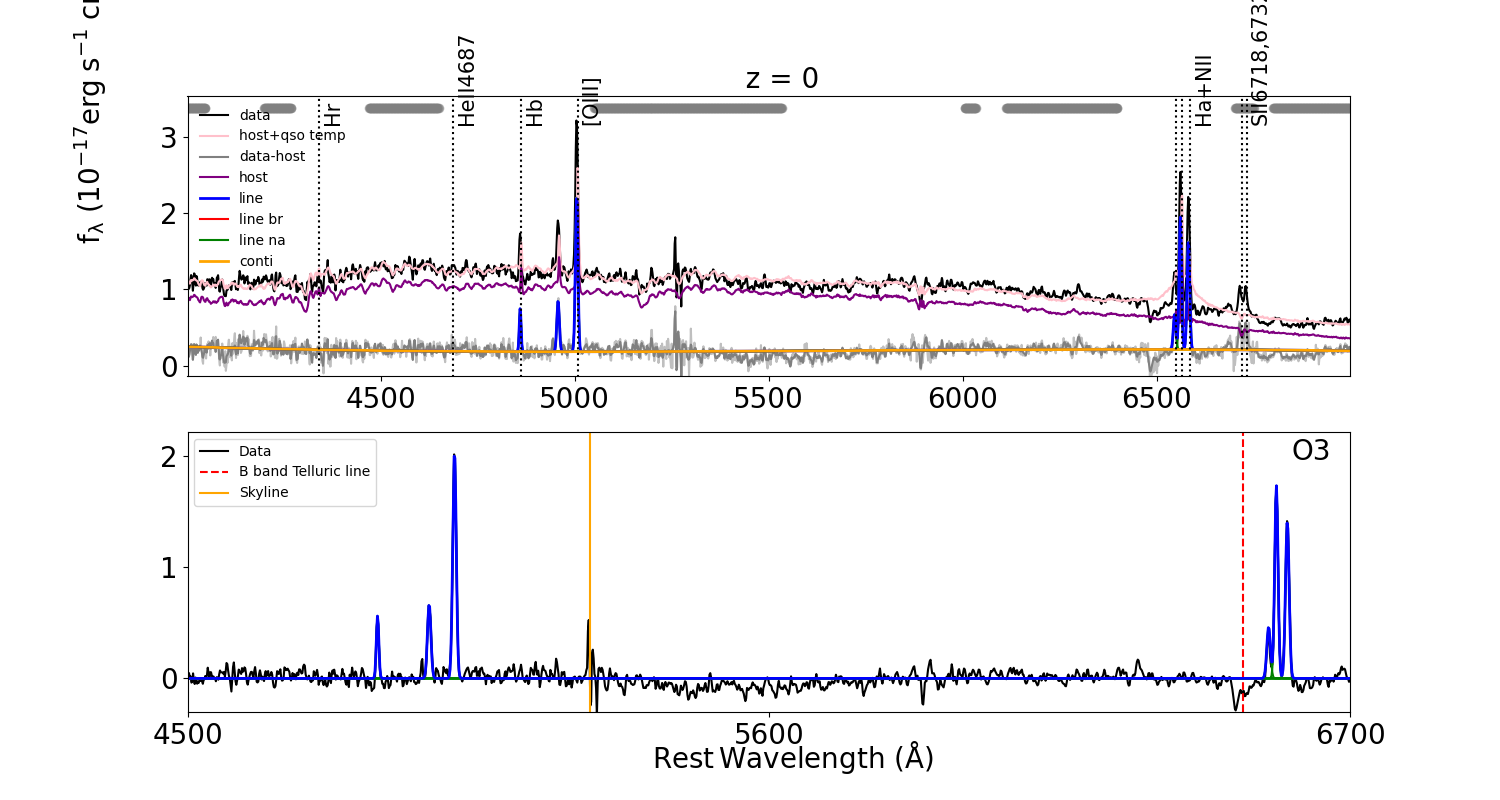 z = 0
f_λ (10^−17 erg s^−1
Hr
HeII4687
Hb
[OIII]
Ha+NII
SII6718,673
data
host+qso temp
data-host
host
line
line br
line na
conti
3
2
1
0
4500 5000 5500 6000 6500
Data
B band Telluric line
Skyline
O3
2
1
0
4500 5600 6700
Rest Wavelength (Å)